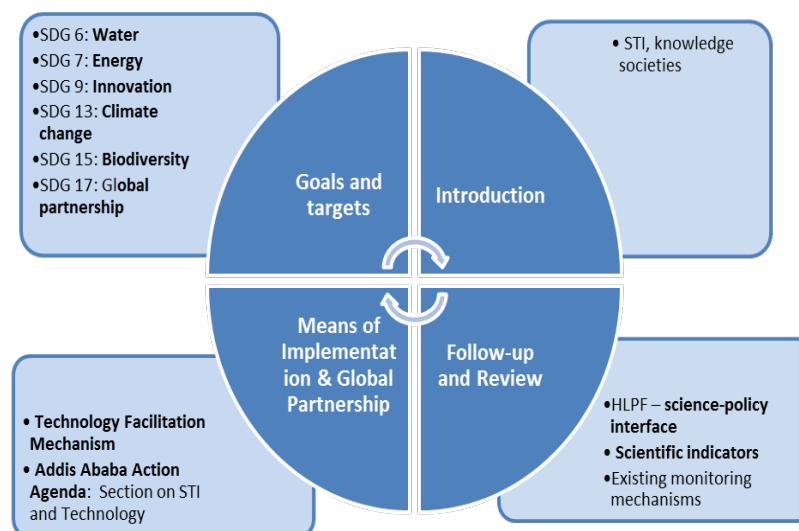 •SDG 6: Water
•SDG 7: Energy
•SDG 9: Innovation
•SDG 13: Climate
change
•SDG 15: Biodiversity
•SDG 17: Global
partnership
• STI, knowledge
societies
Goals and
targets
Introduction
Means of
Implementat
ion & Global
Partnership
Follow-up
and Review
• Technology Facilitation
Mechanism
• Addis Ababa Action
Agenda: Section on STI
and Technology
•HLPF – science-policy
interface
• Scientific indicators
•Existing monitoring
mechanisms